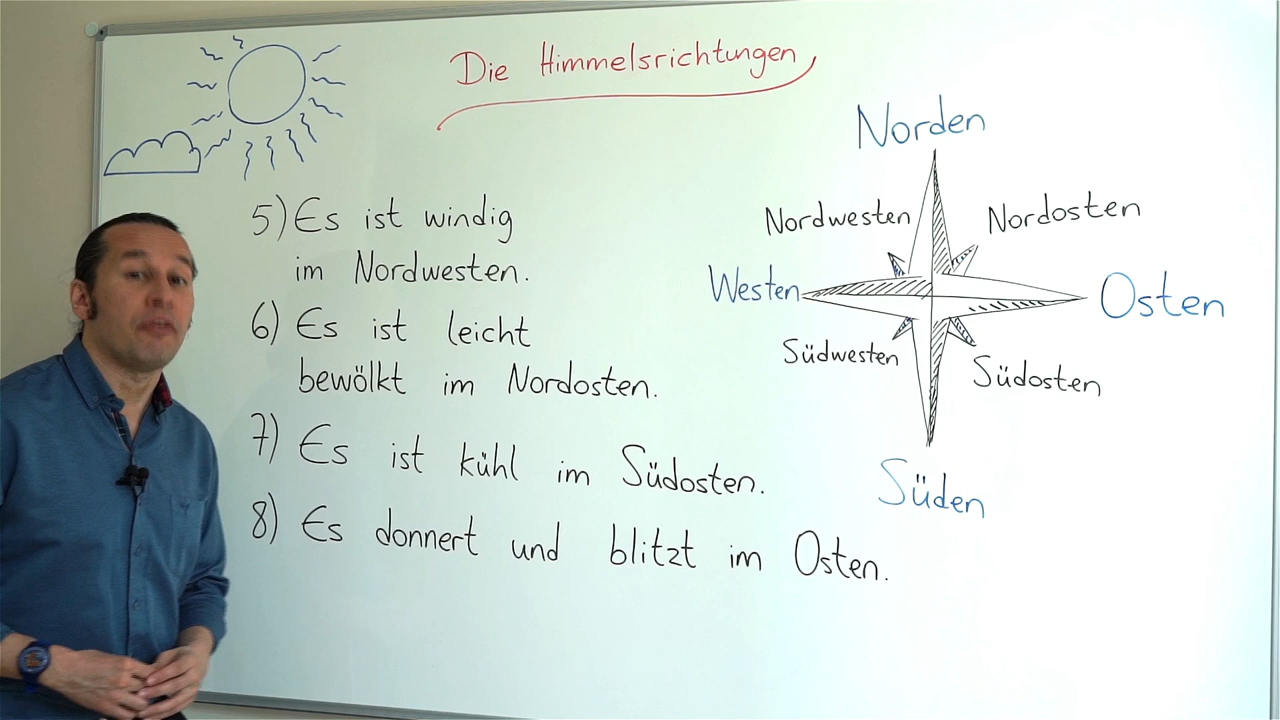 Die Himmelsrichtungen
5) Es ist windig
im Nordwesten.
6) Es ist leicht
bewölkt im Nordosten.
7) Es ist kühl im Südosten.
8) Es donnert und blitzt im Osten.
Norden
Nordwesten
Nordosten
Westen
Osten
Südwesten
Südosten
Süden